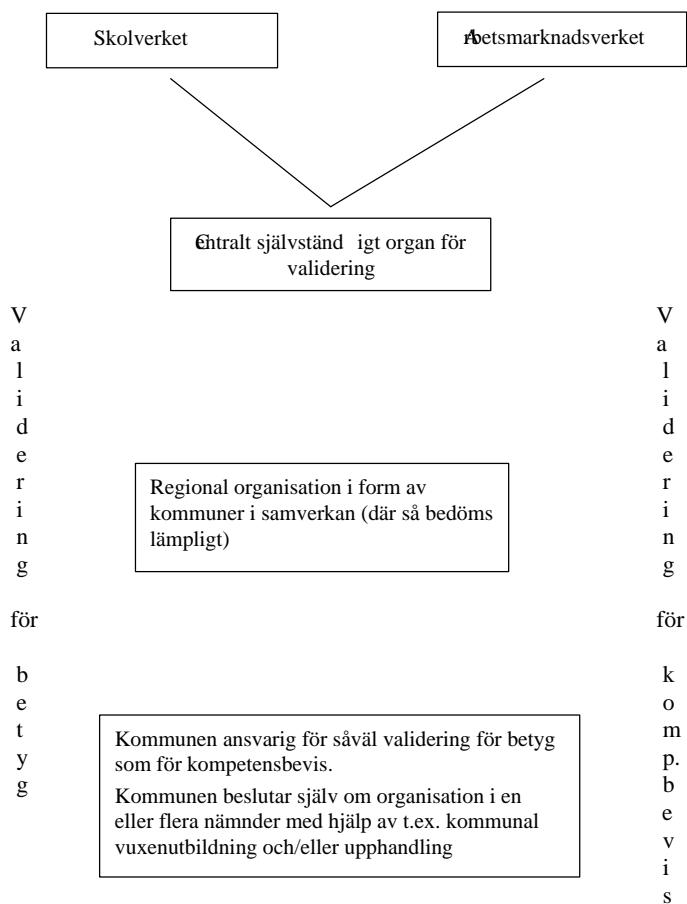 Skolverket
Arbetsmarknadsverket
Centralt självständigt organ för
validering
Validering för betyg
Validering för komp.bevis
Regional organisation i form av
kommuner i samverkan (där så bedöms
lämpligt)
Kommunen ansvarig för såväl validering för betyg
som för kompetensbevis.
Kommunen beslutar själv om organisation i en
eller flera nämnder med hjälp av t.ex. kommunal
vuxenutbildning och/eller upphandling